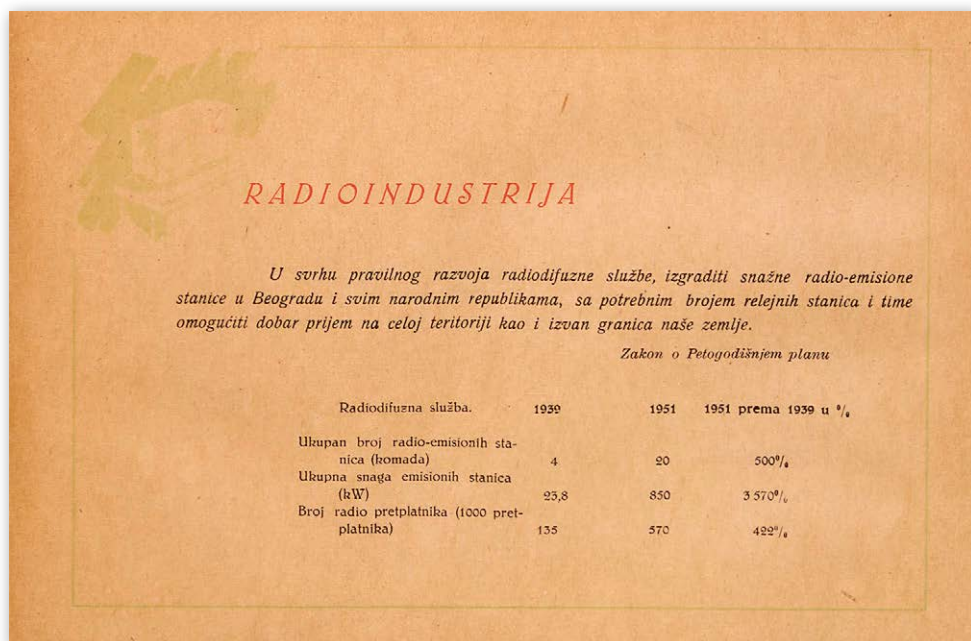 RADIOINDUSTRIJA
U svrhu pravilnog razvoja radiodifuzne službe, izgraditi snažne radio-emisione
stanice u Beogradu i svim narodnim republikama, sa potrebnim brojem relejnih stanica i time
omogućiti dobar prijem na celoj teritoriji kao i izvan granica naše zemlje.
Zakon o Petogodišnjem planu
Radiodifuzna služba. 1939 1951 1951 prema 1939 u %
Ukupan broj radio-emisionih sta-
nica (komada) 4 20 500%
Ukupna snaga emisionih stanica
(kW) 23,8 850 3 570%
Broj radio pretplatnika (1000 pret-
platnika) 135 570 422%